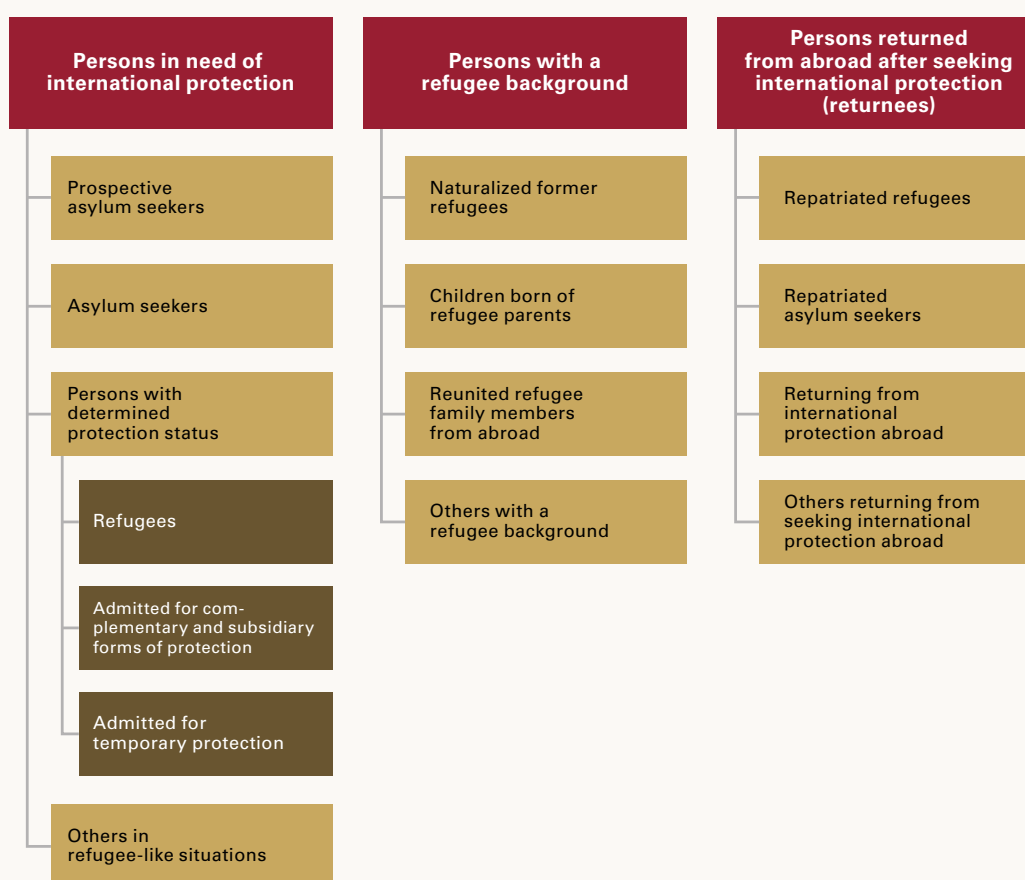 Persons in need of
international protection
Prospective
asylum seekers
Asylum seekers
Persons with
determined
protection status
Refugees
Admitted for com-
plementary and subsidiary
forms of protection
Admitted for
temporary protection
Others in
refugee-like situations
Persons with a
refugee background
Naturalized former
refugees
Children born of
refugee parents
Reunited refugee
family members
from abroad
Others with a
refugee background
Persons returned
from abroad after seeking
international protection
(returnees)
Repatriated refugees
Repatriated
asylum seekers
Returning from
international
protection abroad
Others returning from
seeking international
protection abroad